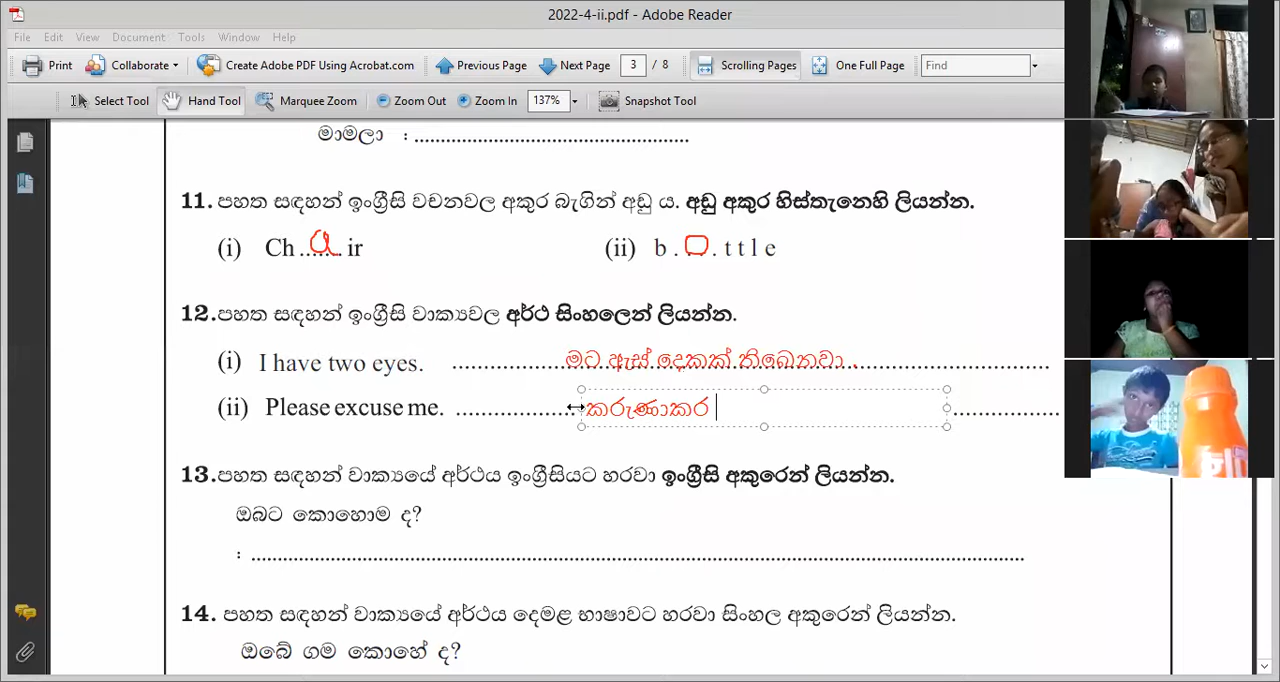 2022-4-ii.pdf - Adobe Reader
File Edit View Document Tools Window Help
Print Collaborate Create Adobe PDF Using Acrobat.com Previous Page Next Page 3 / 8 Scrolling Pages One Full Page Find
Select Tool Hand Tool Marquee Zoom Zoom Out Zoom In 137% Snapshot Tool
මාමලා : ....................................................
11. පහත සඳහන් ඉංග්‍රීසි වචනවල අකුර බැගින් අඩු ය. අඩු අකුර හිස්තැනෙහි ලියන්න.
(i) Ch ..a.. ir (ii) b . o . t t l e
12.පහත සඳහන් ඉංග්‍රීසි වාක්‍යවල අර්ථ සිංහලෙන් ලියන්න.
(i) I have two eyes. ......මට ඇස් දෙකක් තිබෙනවා .......
(ii) Please excuse me. ......කරුණාකර ......
13.පහත සඳහන් වාක්‍යයේ අර්ථය ඉංග්‍රීසියට හරවා ඉංග්‍රීසි අකුරෙන් ලියන්න.
ඔබට කොහොම ද?
: ....................................................
14. පහත සඳහන් වාක්‍යයේ අර්ථය දෙමළ භාෂාවට හරවා සිංහල අකුරෙන් ලියන්න.
ඔබේ ගම කොහේ ද?